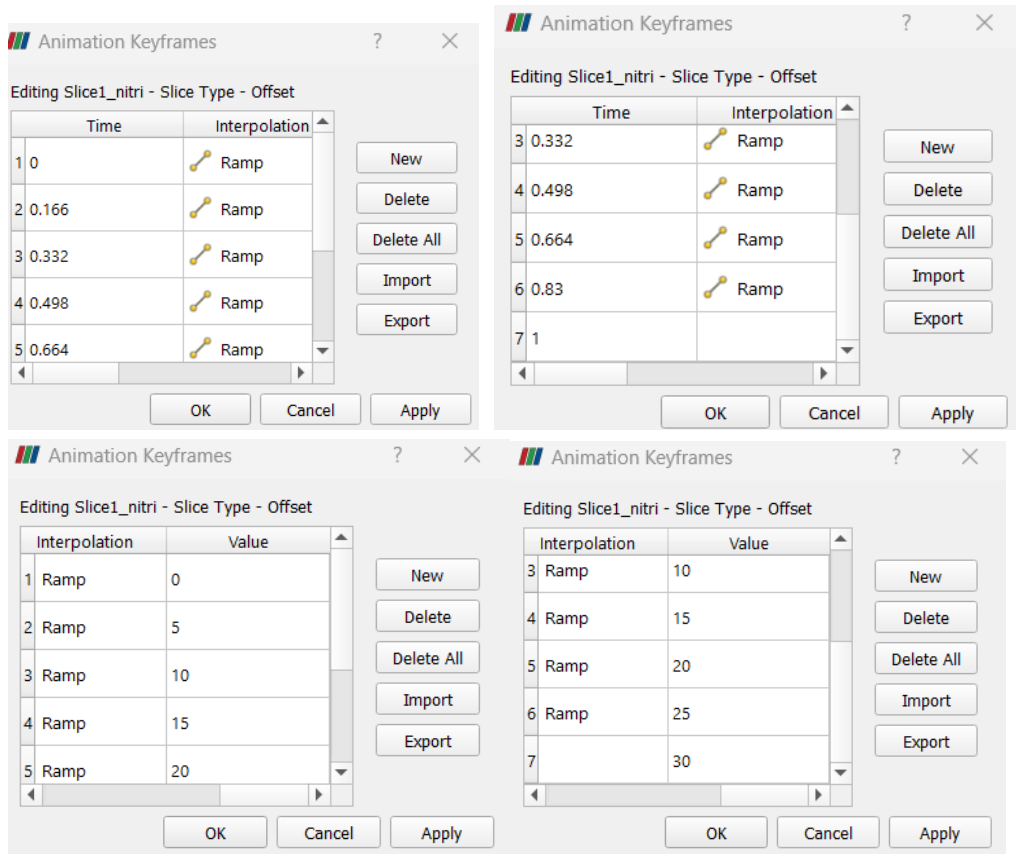 Animation Keyframes ? ×
Editing Slice1_nitri - Slice Type - Offset
Time Interpolation
1 0 Ramp New
2 0.166 Ramp Delete
3 0.332 Ramp Delete All
4 0.498 Ramp Import
5 0.664 Ramp Export
OK Cancel Apply
Animation Keyframes ? ×
Editing Slice1_nitri - Slice Type - Offset
Time Interpolation
3 0.332 Ramp New
4 0.498 Ramp Delete
5 0.664 Ramp Delete All
6 0.83 Ramp Import
7 1 Export
OK Cancel Apply
Animation Keyframes ? ×
Editing Slice1_nitri - Slice Type - Offset
Interpolation Value
1 Ramp 0 New
2 Ramp 5 Delete
3 Ramp 10 Delete All
4 Ramp 15 Import
5 Ramp 20 Export
OK Cancel Apply
Animation Keyframes ? ×
Editing Slice1_nitri - Slice Type - Offset
Interpolation Value
3 Ramp 10 New
4 Ramp 15 Delete
5 Ramp 20 Delete All
6 Ramp 25 Import
7 30 Export
OK Cancel Apply